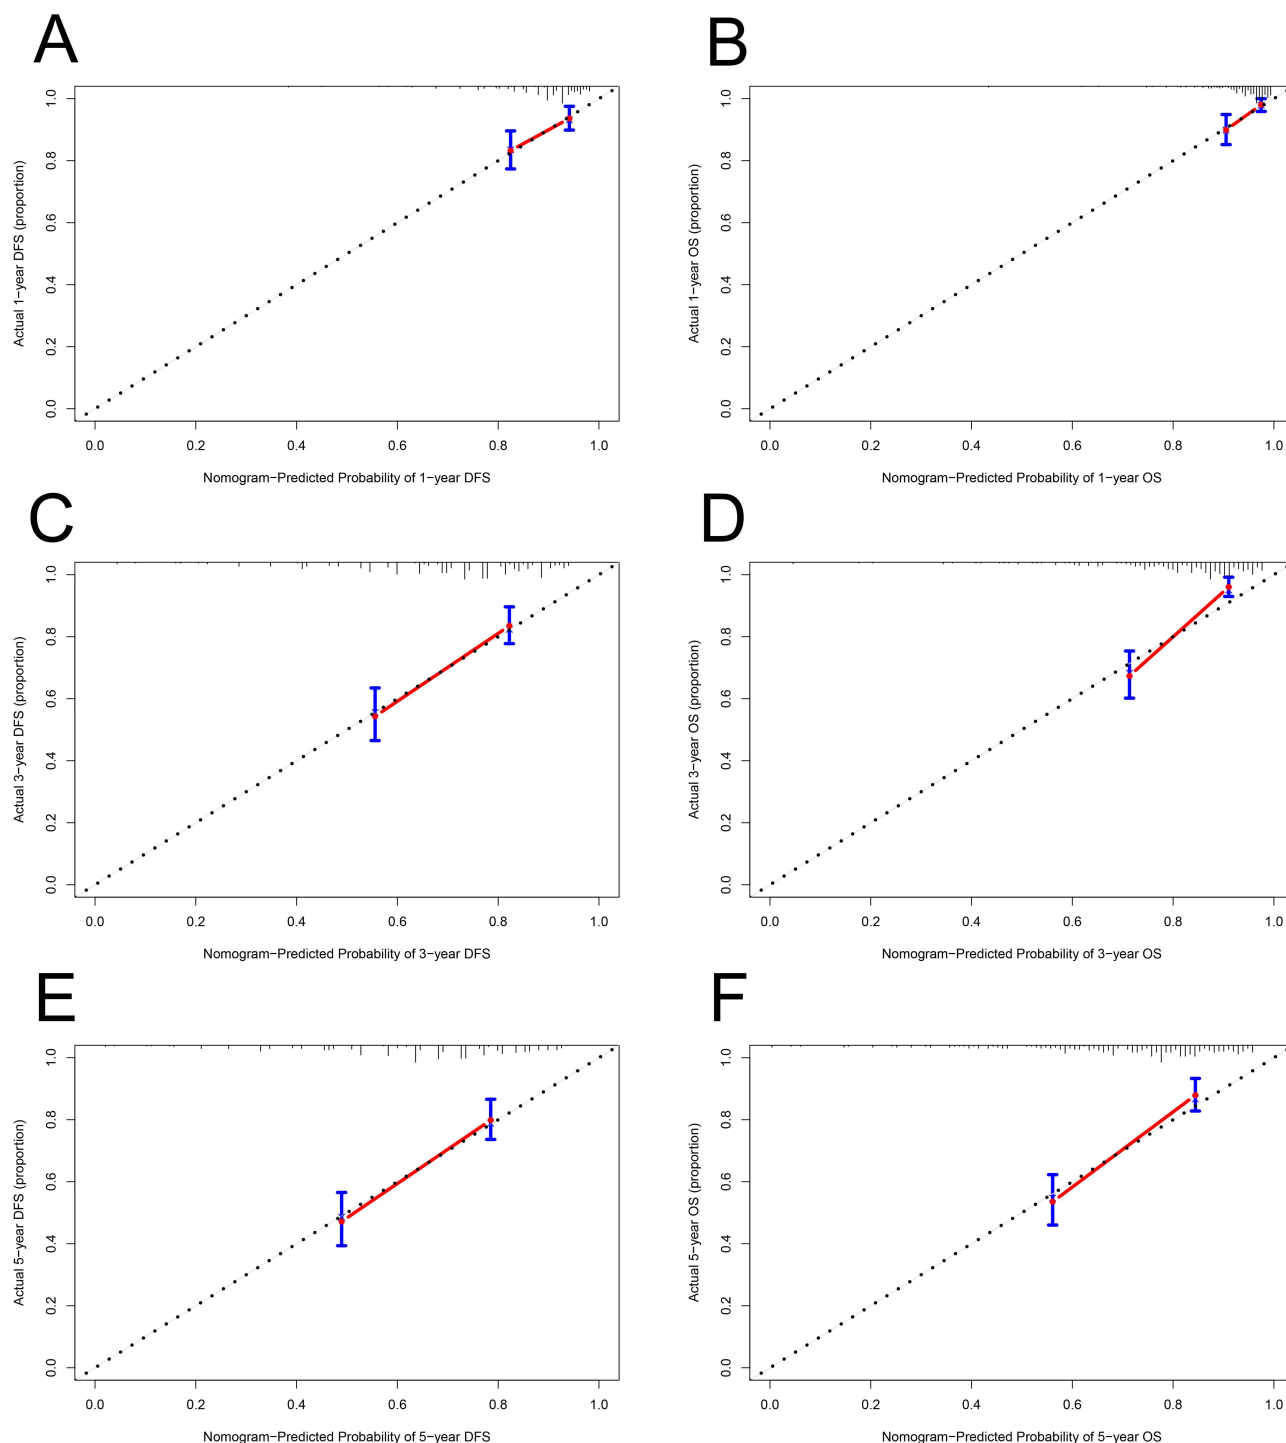 A
B
Actual 1−year DFS (proportion)
0.0 0.2 0.4 0.6 0.8 1.0
0.0 0.2 0.4 0.6 0.8 1.0
Nomogram−Predicted Probability of 1−year DFS
Actual 1−year OS (proportion)
0.0 0.2 0.4 0.6 0.8 1.0
0.0 0.2 0.4 0.6 0.8 1.0
Nomogram−Predicted Probability of 1−year OS
C
D
Actual 3−year DFS (proportion)
0.0 0.2 0.4 0.6 0.8 1.0
0.0 0.2 0.4 0.6 0.8 1.0
Nomogram−Predicted Probability of 3−year DFS
Actual 3−year OS (proportion)
0.0 0.2 0.4 0.6 0.8 1.0
0.0 0.2 0.4 0.6 0.8 1.0
Nomogram−Predicted Probability of 3−year OS
E
F
Actual 5−year DFS (proportion)
0.0 0.2 0.4 0.6 0.8 1.0
0.0 0.2 0.4 0.6 0.8 1.0
Nomogram−Predicted Probability of 5−year DFS
Actual 5−year OS (proportion)
0.0 0.2 0.4 0.6 0.8 1.0
0.0 0.2 0.4 0.6 0.8 1.0
Nomogram−Predicted Probability of 5−year OS